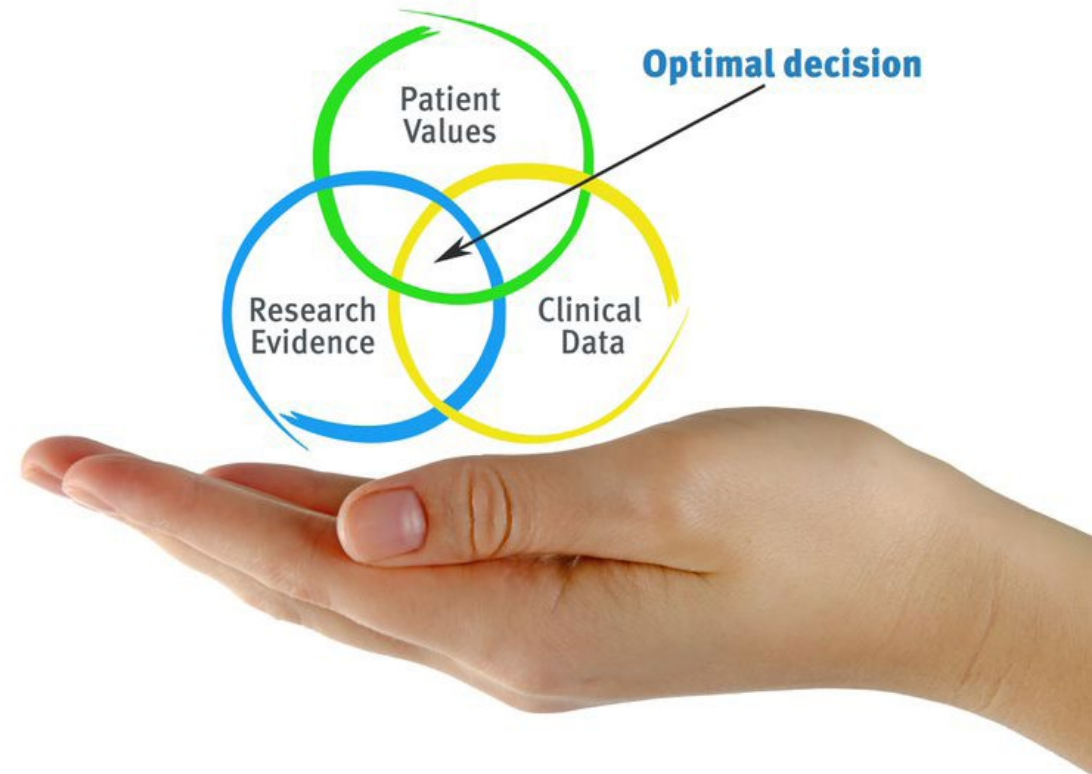 Optimal decision
Patient
Values
Research
Evidence
Clinical
Data